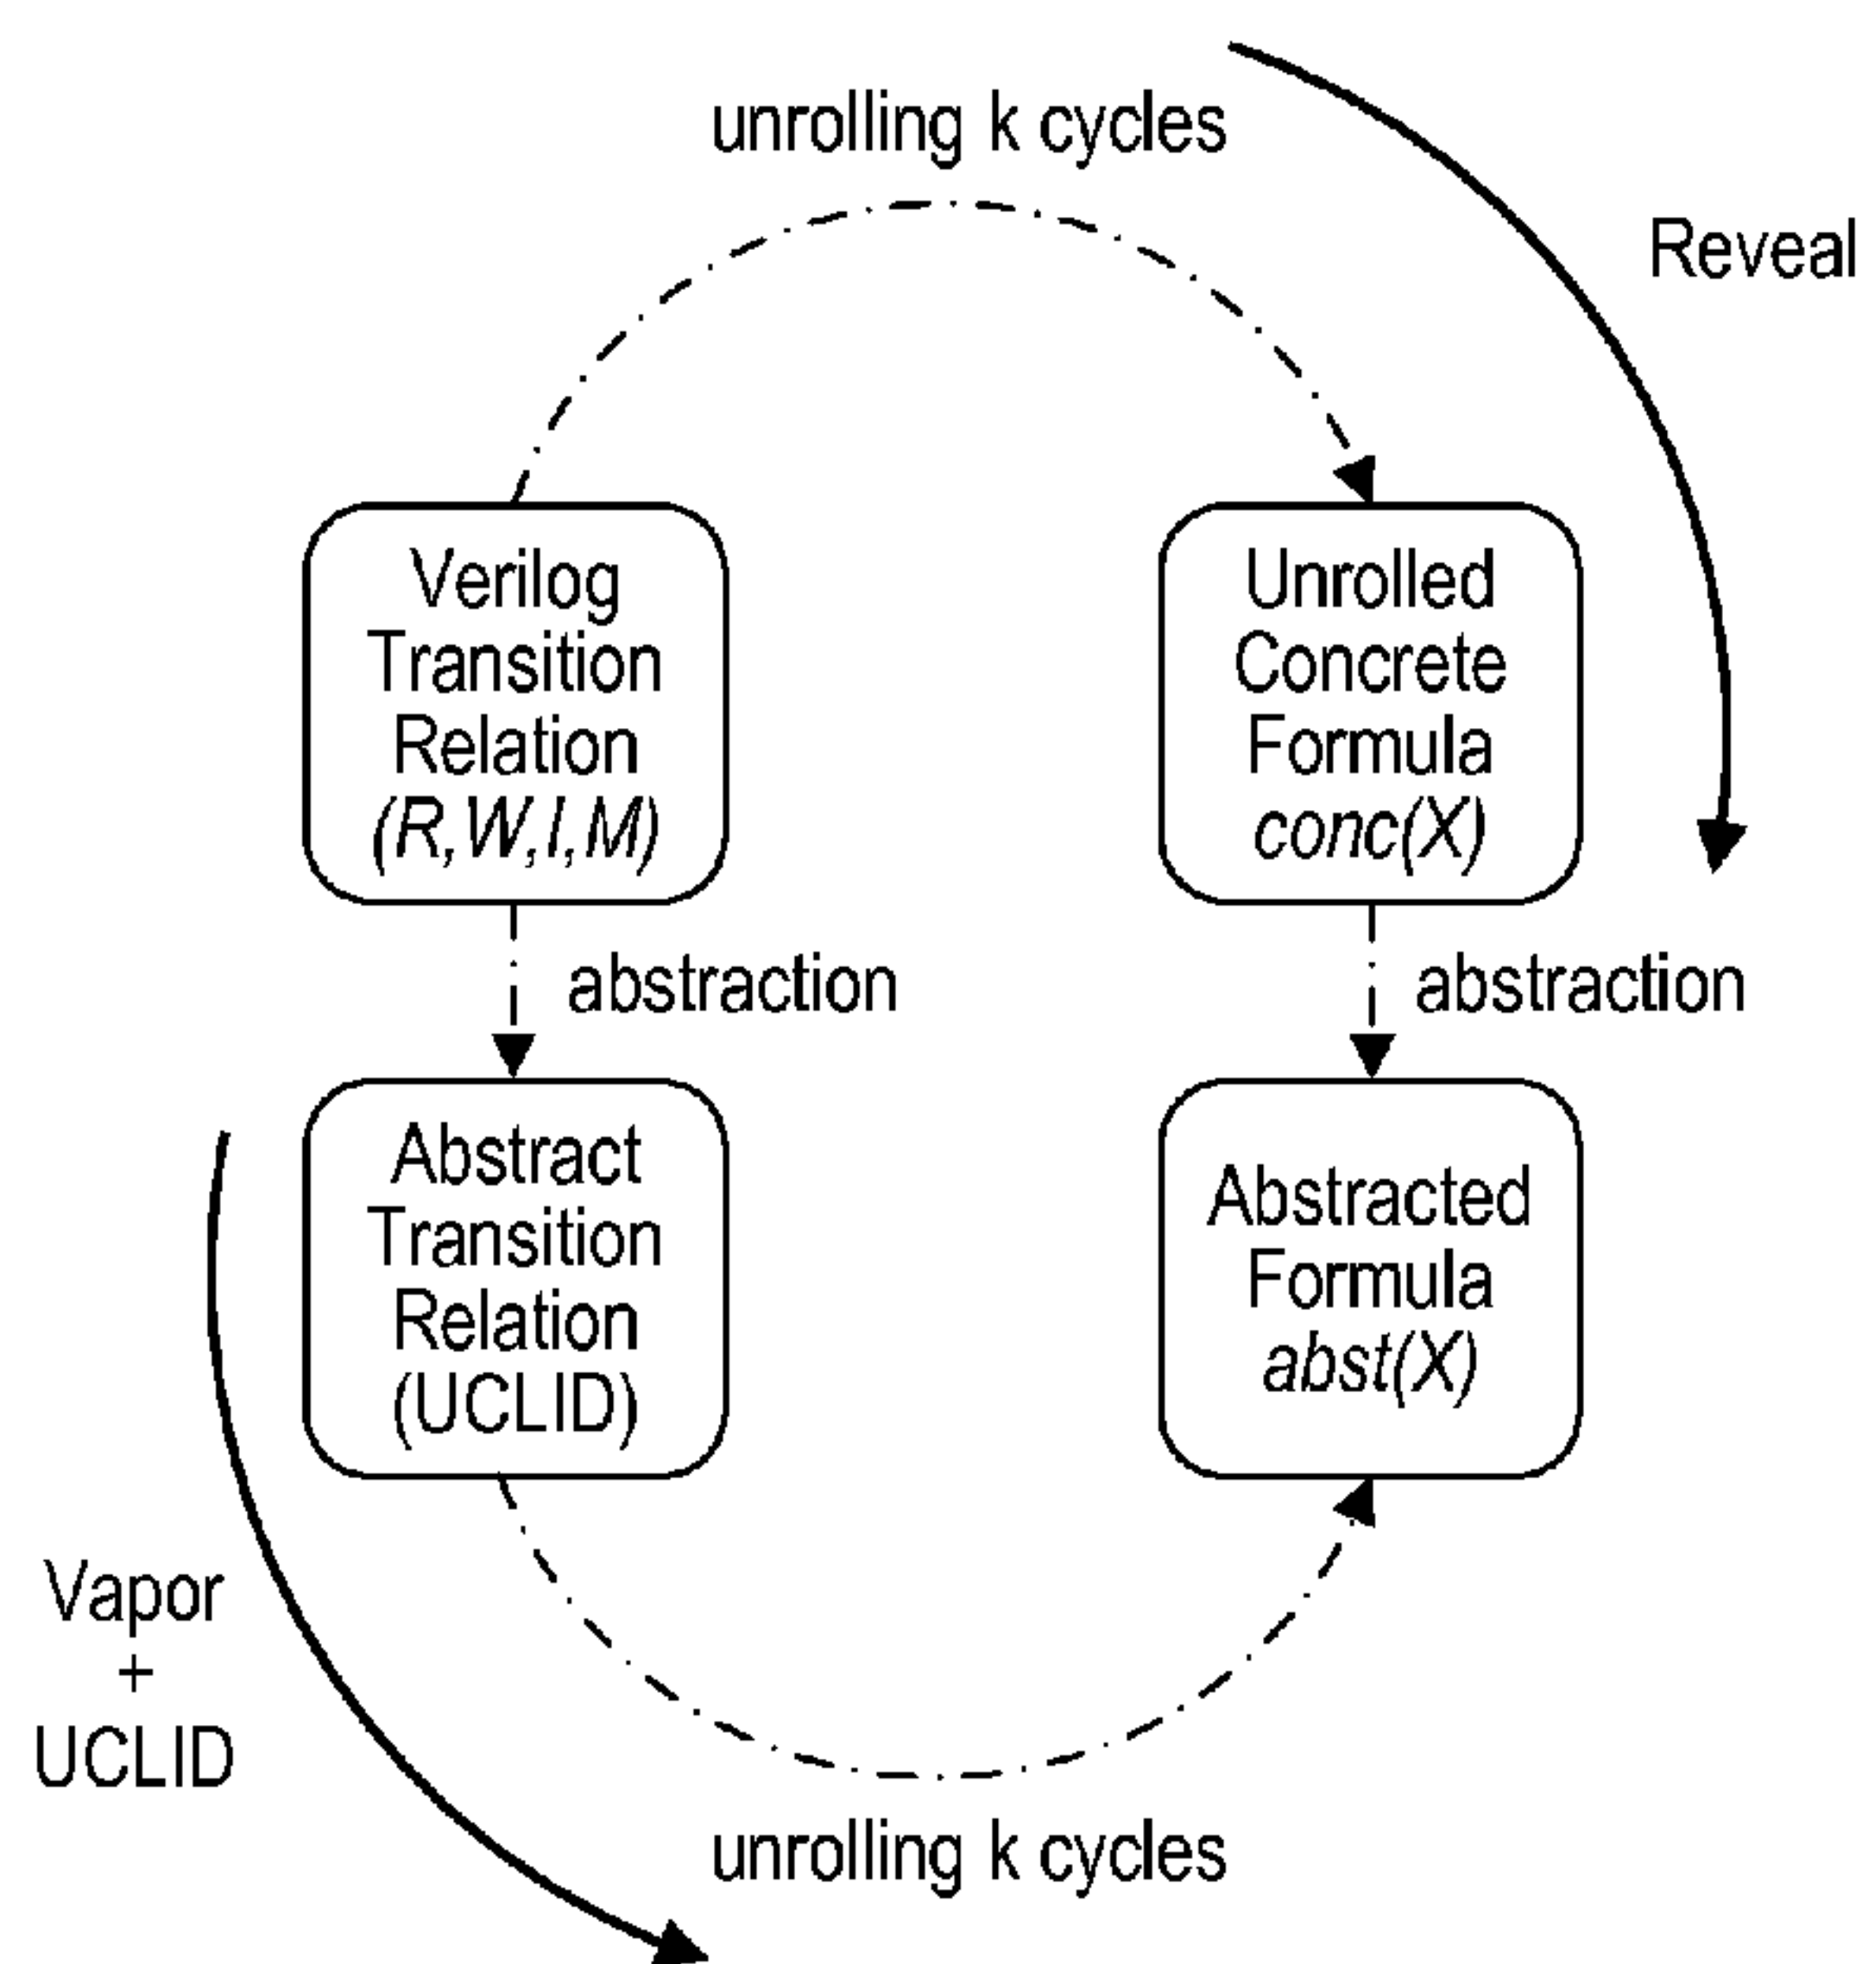 unrolling k cycles
Reveal
Verilog
Transition
Relation
(R,W,I,M)
Unrolled
Concrete
Formula
conc(X)
abstraction
abstraction
Abstract
Transition
Relation
(UCLID)
Abstracted
Formula
abst(X)
Vapor
+
UCLID
unrolling k cycles